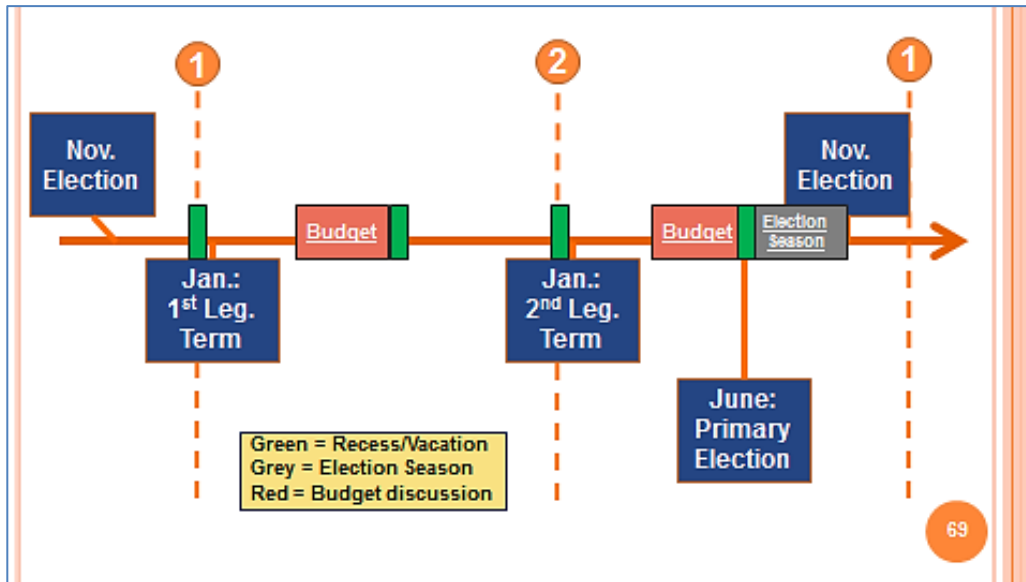 1
2
1
Nov.
Election
Nov.
Election
Budget
Budget
Election
Season
Jan.:
1st Leg.
Term
Jan.:
2nd Leg.
Term
June:
Primary
Election
Green = Recess/Vacation
Grey = Election Season
Red = Budget discussion
69